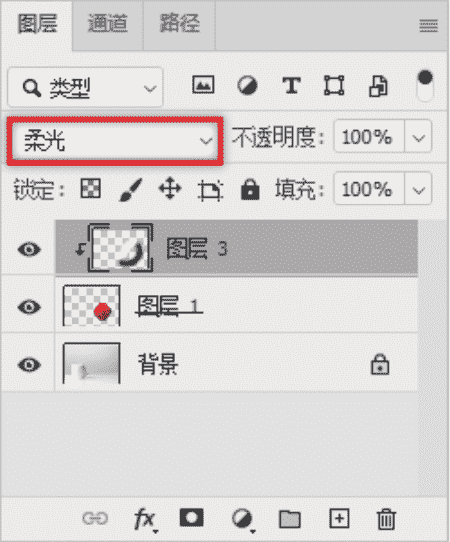 图层 通道 路径
类型
柔光 不透明度: 100%
锁定: 填充: 100%
图层 3
图层 1
背景
fx